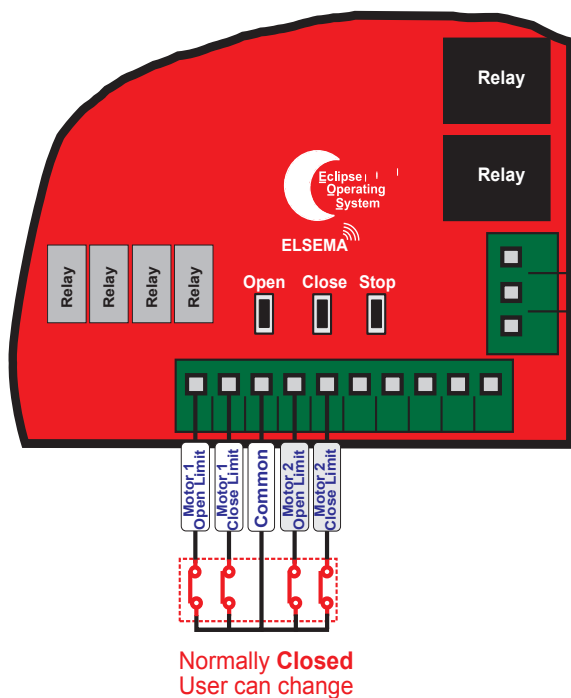 Relay
Relay
Eclipse
Operating
System
ELSEMA
Relay
Relay
Relay
Relay
Open Close Stop
Motor 1
Open Limit
Motor 1
Close Limit
Common
Motor 2
Open Limit
Motor 2
Close Limit
Normally Closed
User can change